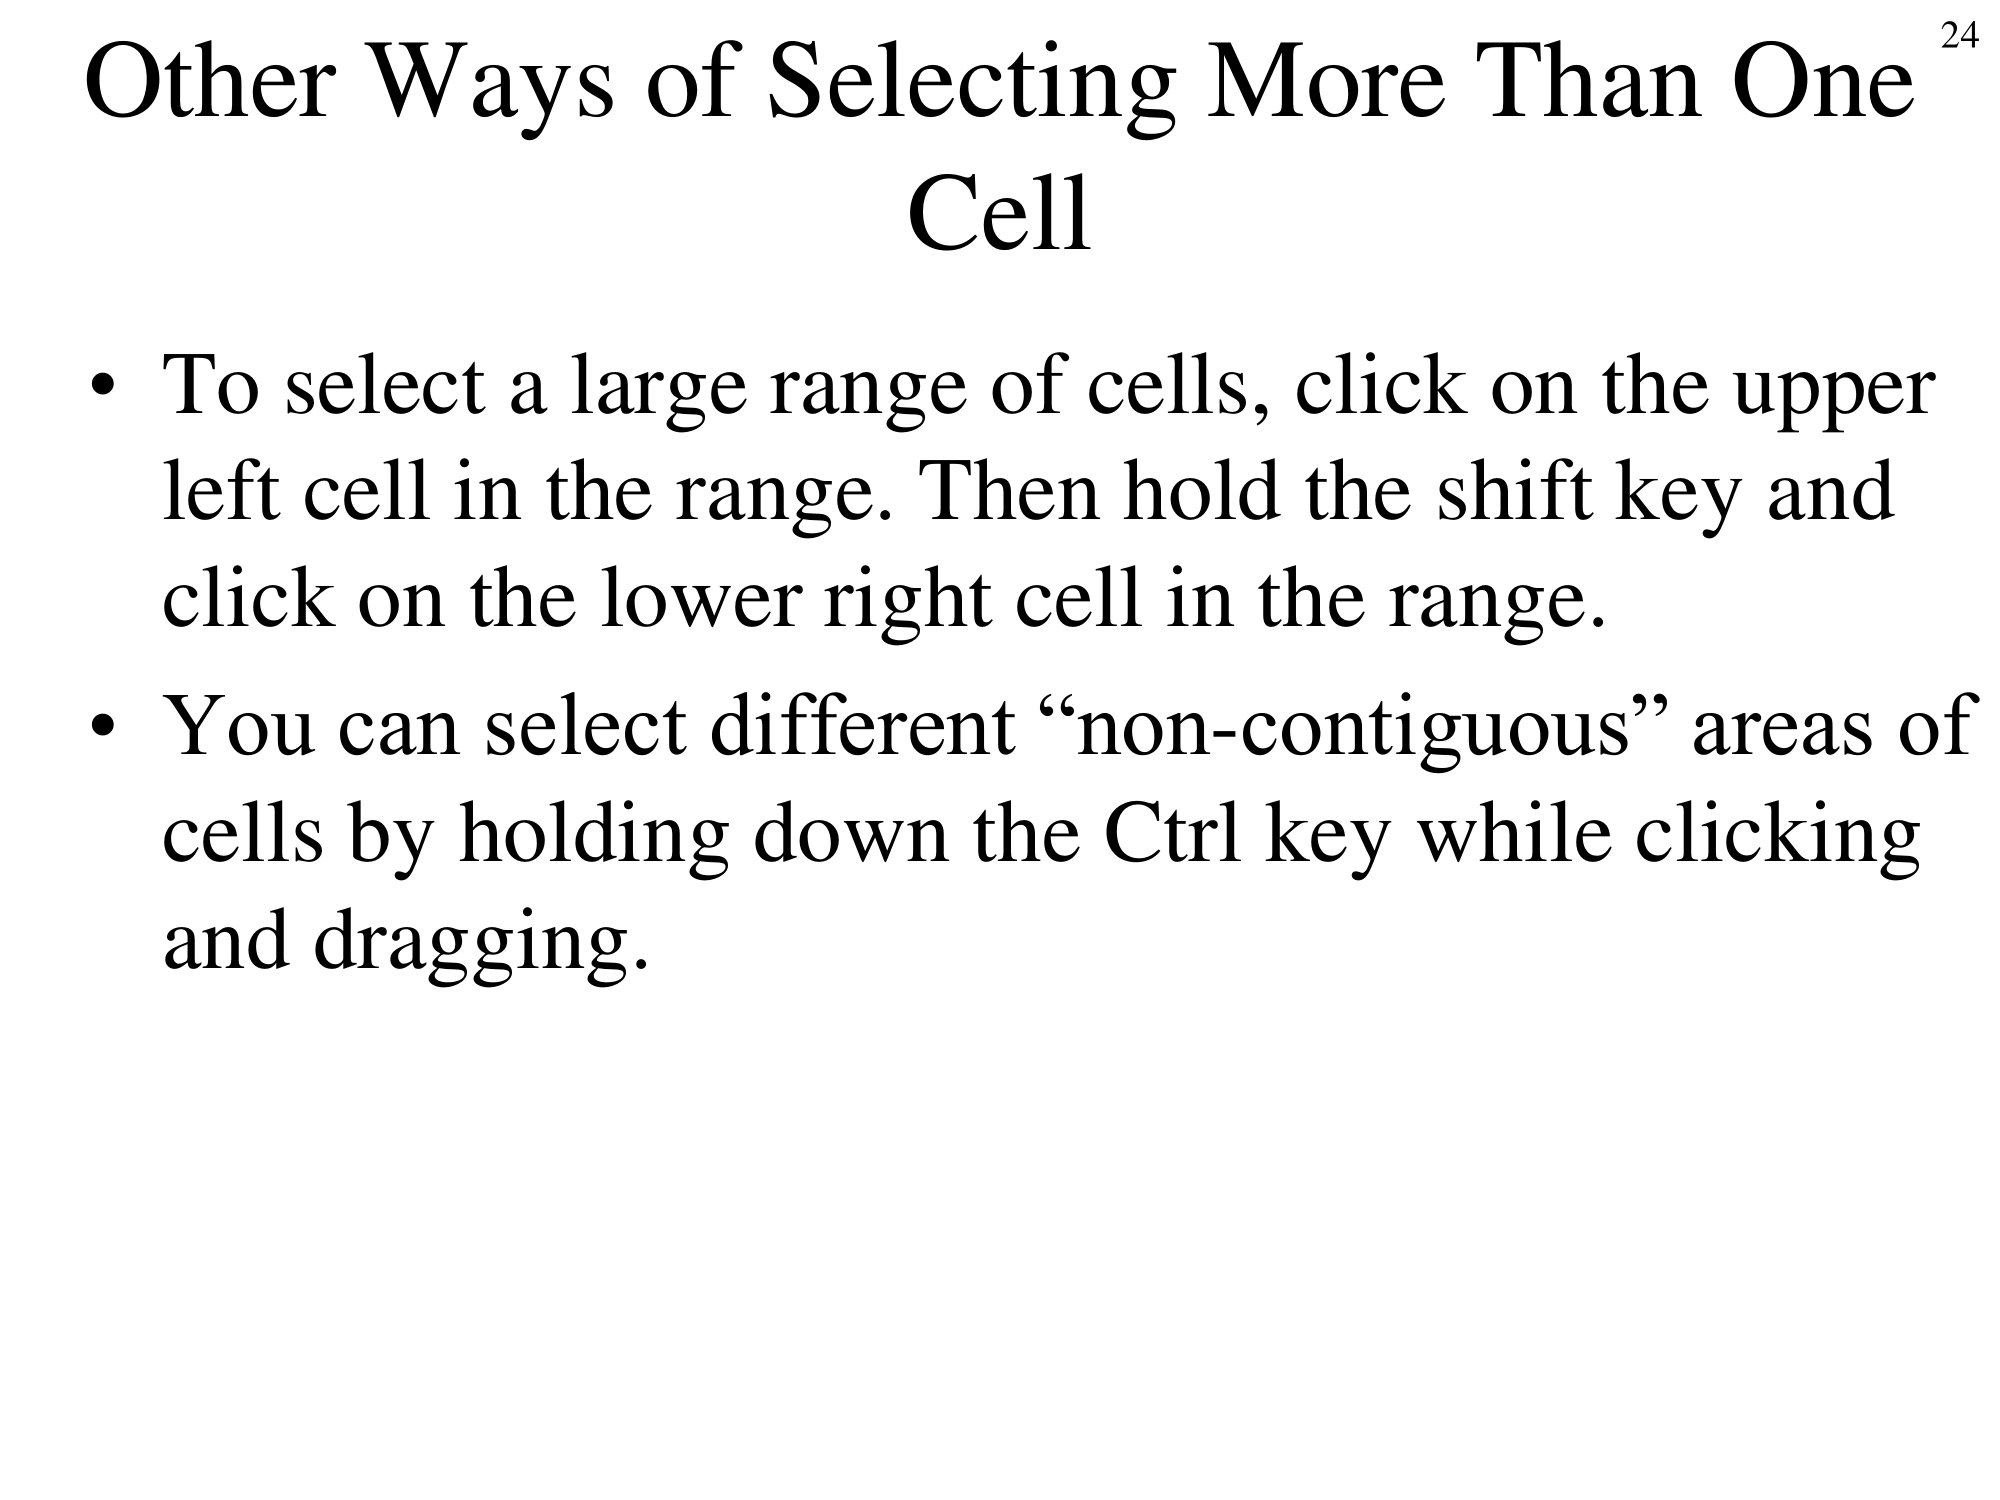 24
Other Ways of Selecting More Than One
Cell
• To select a large range of cells, click on the upper
left cell in the range. Then hold the shift key and
click on the lower right cell in the range.
• You can select different “non-contiguous” areas of
cells by holding down the Ctrl key while clicking
and dragging.